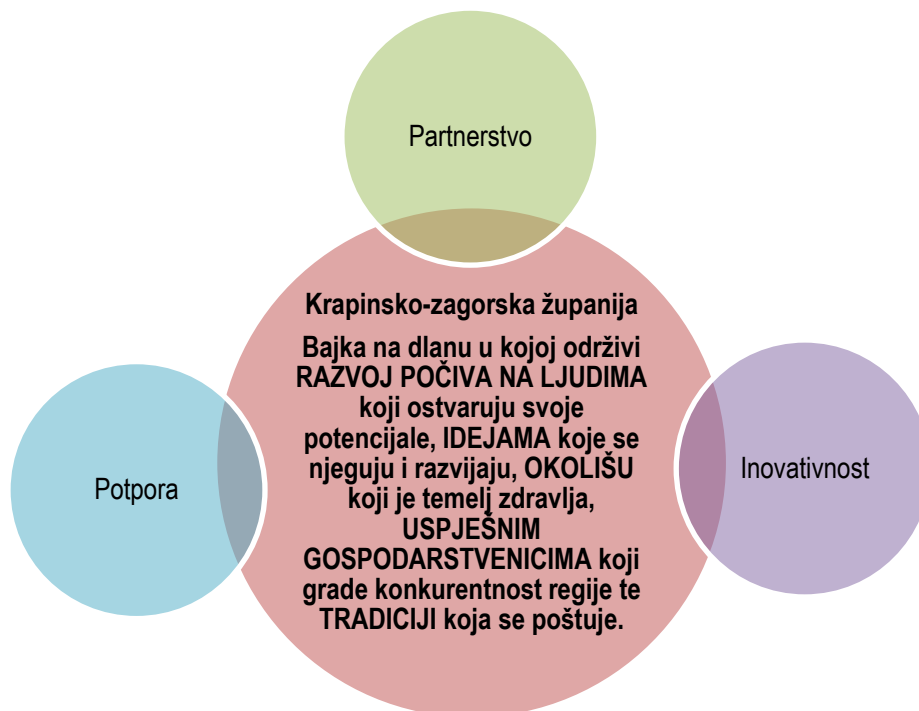 Partnerstvo
Krapinsko-zagorska županija
Bajka na dlanu u kojoj održivi
RAZVOJ POČIVA NA LJUDIMA
koji ostvaruju svoje
potencijale, IDEJAMA koje se
njeguju i razvijaju, OKOLIŠU
koji je temelj zdravlja,
USPJEŠNIM
GOSPODARSTVENICIMA koji
grade konkurentnost regije te
TRADICIJI koja se poštuje.
Potpora
Inovativnost